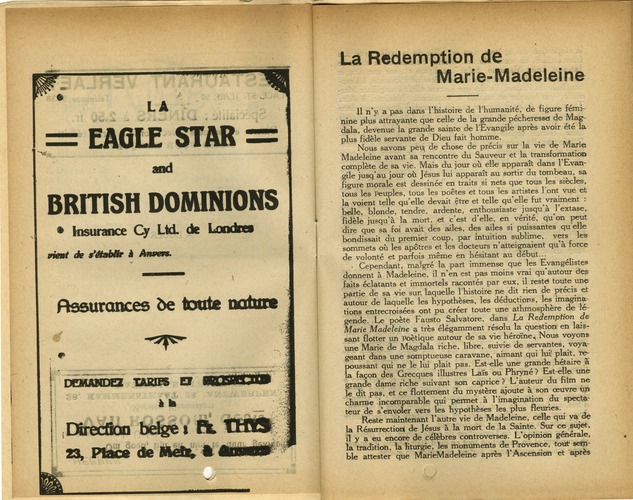 LA
EAGLE STAR
and
BRITISH DOMINIONS
Insurance Cy Ltd. de Londres
vient de s'établir à Anvers.
Assurances de toute nature
DEMANDEZ TARIFS ET PROSPECTUS
à la
Direction belge : Fr. THYS
23, Place de Meir, à Anvers
La Redemption de
Marie-Madeleine
Il n'y a pas dans l'histoire de l'humanité, de figure fémi-
nine plus attrayante que celle de la grande pécheresse de Mag-
dala, devenue la grande sainte de l'Evangile après avoir été la
plus fidèle servante de Dieu fait homme.
Nous savons peu de chose de précis sur la vie de Marie
Madeleine avant sa rencontre du Sauveur et la transformation
complète de sa vie. Mais du jour où elle apparaît dans l'Evan-
gile jusqu'au jour où Jésus lui apparaît au sortir du tombeau, sa
figure morale est dessinée en traits si nets que tous les siècles,
tous les peuples, tous les poètes et tous les artistes l'ont vue et
la voient telle qu'elle devait être et telle qu'elle fut vraiment :
belle, blonde, tendre, ardente, enthousiaste jusqu'à l'extase,
fidèle jusqu'à la mort, et c'est d'elle, en vérité, qu'on peut
dire que sa foi avait des ailes, des ailes si puissantes qu'elle
bondissait du premier coup, par intuition sublime, vers les
sommets où les apôtres et les docteurs n'atteignaient qu'à force
de volonté et parfois même en hésitant au début...
Cependant, malgré la part immense que les Evangélistes
donnent à Madeleine, il n'en est pas moins vrai qu'autour des
faits éclatants et immortels racontés par eux, il reste toute une
partie de sa vie sur laquelle l'histoire ne dit rien de précis et
autour de laquelle les hypothèses, les déductions, les imagina-
tions entrecroisées ont pu créer toute une athmosphère de lé-
gende. Le poète Fausto Salvatore, dans La Redemption de
Marie Madeleine a très élégamment résolu la question en lais-
sant flotter un poëtique autour de sa vie héroïne. Nous voyons
une Marie de Magdala riche, libre, suivie de servantes, voya-
geant dans une somptueuse caravane, aimant qui lui plaît, re-
poussant qui ne lui plaît pas. Est-elle une grande hétaire à
la façon des Grecques illustres Laïs ou Phryné ? Est-elle une
grande dame riche suivant son caprice ? L'auteur du film ne
le dit pas, et ce flottement du mystère ajoute à son œuvre un
charme incomparable qui permet à l'imagination du specta-
teur de s'envoler vers les hypothèses les plus fleuries.
Reste maintenant l'autre vie de Madeleine, celle qui va de
la Résurrection de Jésus à la mort de la Sainte. Sur ce sujet,
il y a eu encore de célèbres controverses. L'opinion générale,
la tradition, la liturgie, les monuments de Provence, tout sem-
ble attester que MarieMadeleine après l'Ascension et après